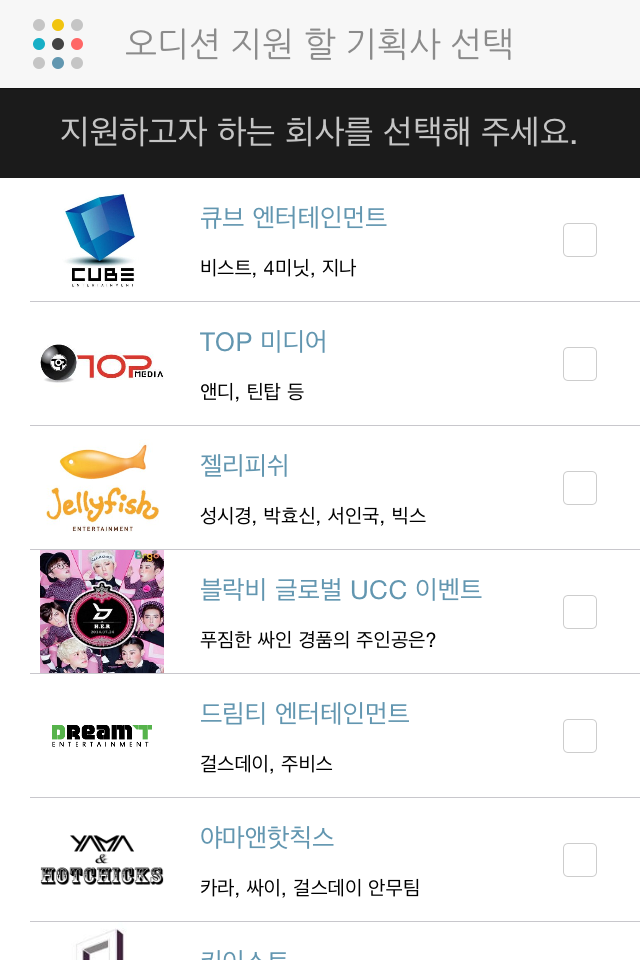 오디션 지원 할 기획사 선택
지원하고자 하는 회사를 선택해 주세요.
CUBE
ENTERTAINMENT
큐브 엔터테인먼트
비스트, 4미닛, 지나
TOP
TOP
MEDIA
TOP 미디어
앤디, 틴탑 등
Jellyfish
ENTERTAINMENT
젤리피쉬
성시경, 박효신, 서인국, 빅스
H.E.R
블락비 글로벌 UCC 이벤트
푸짐한 싸인 경품의 주인공은?
DReamT
ENTERTAINMENT
드림티 엔터테인먼트
걸스데이, 주비스
YAMA
&
HOTCHICKS
야마앤핫칙스
카라, 싸이, 걸스데이 안무팀